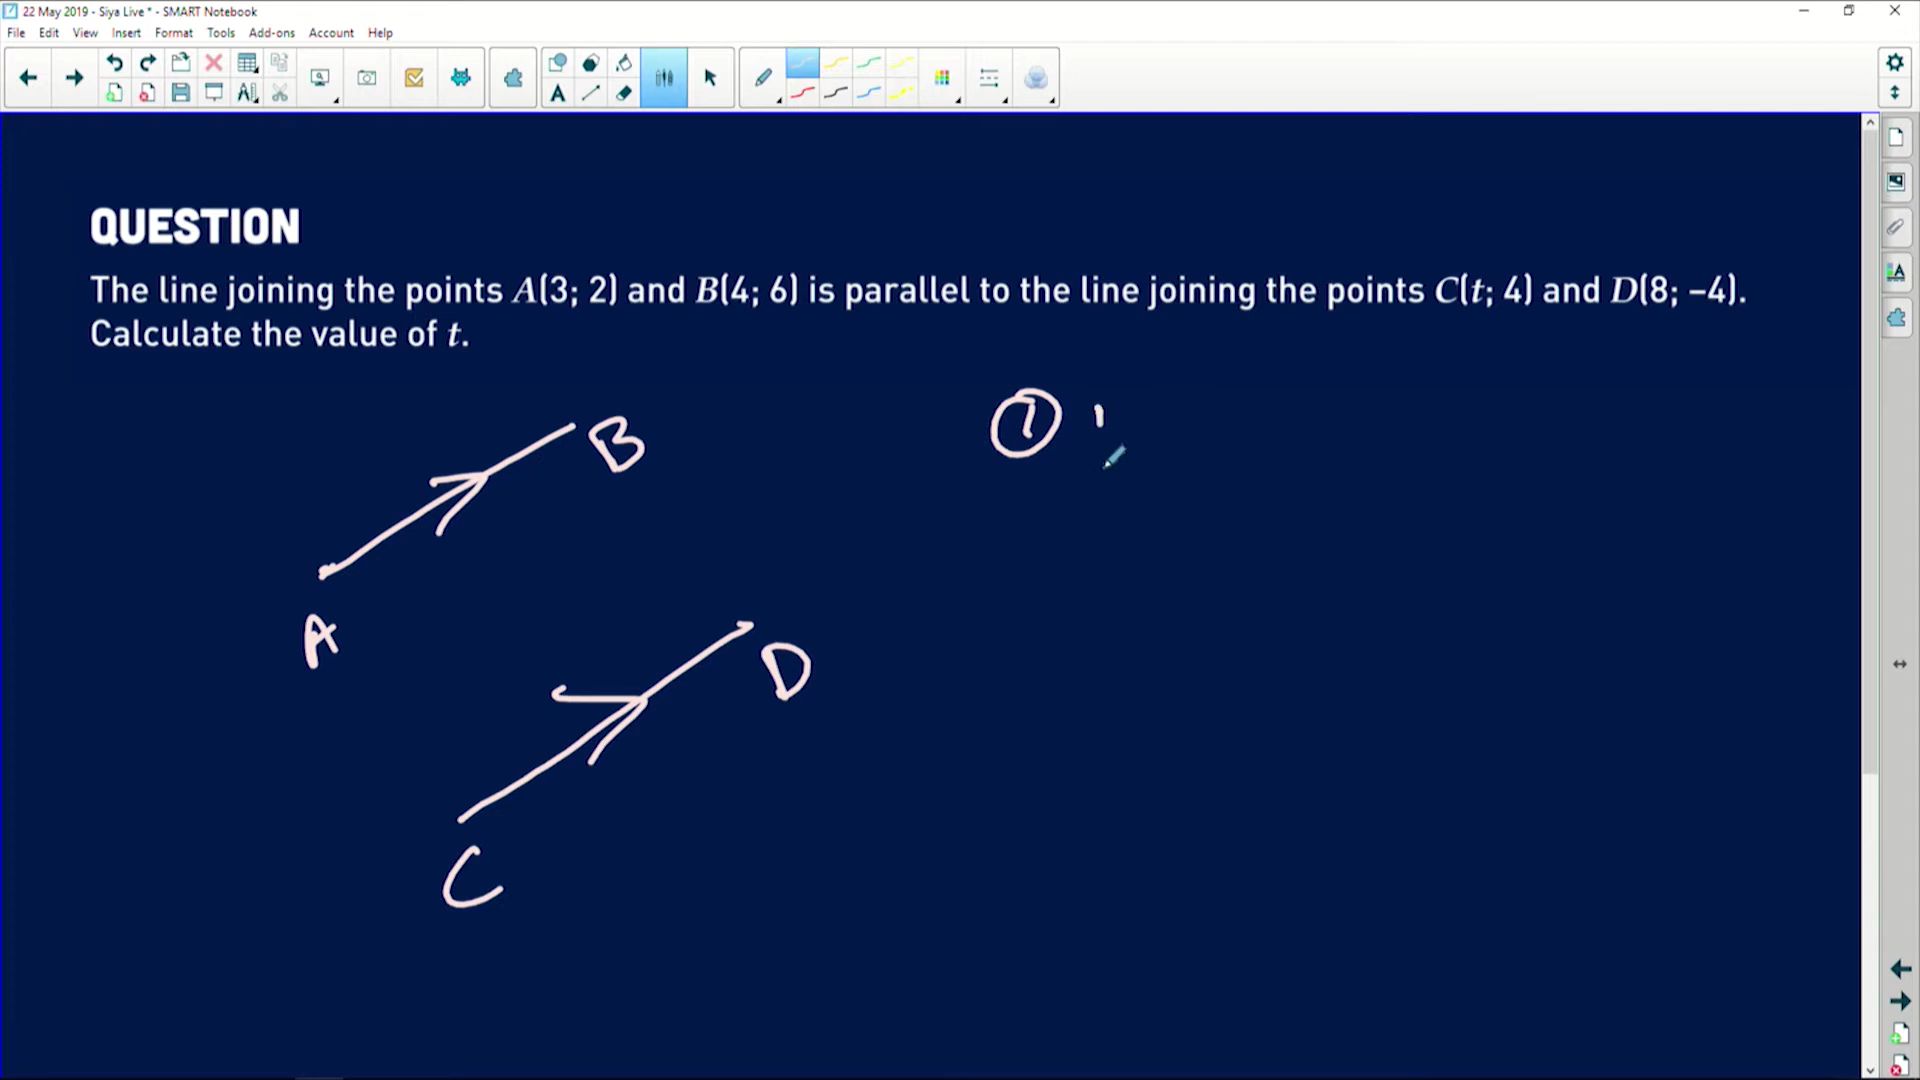 22 May 2019 - Siya Live * - SMART Notebook
File Edit View Insert Format Tools Add-ons Account Help
QUESTION
The line joining the points A(3; 2) and B(4; 6) is parallel to the line joining the points C(t; 4) and D(8; −4).
Calculate the value of t.
B
1
A
D
C